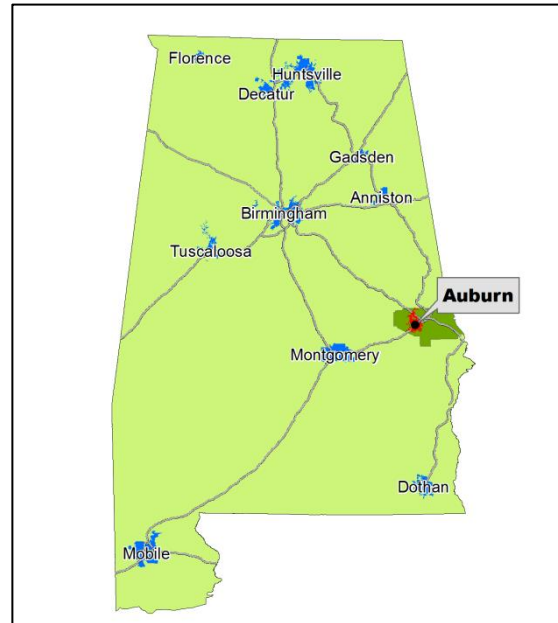 Florence
Huntsville
Decatur
Gadsden
Anniston
Birmingham
Tuscaloosa
Auburn
Montgomery
Dothan
Mobile